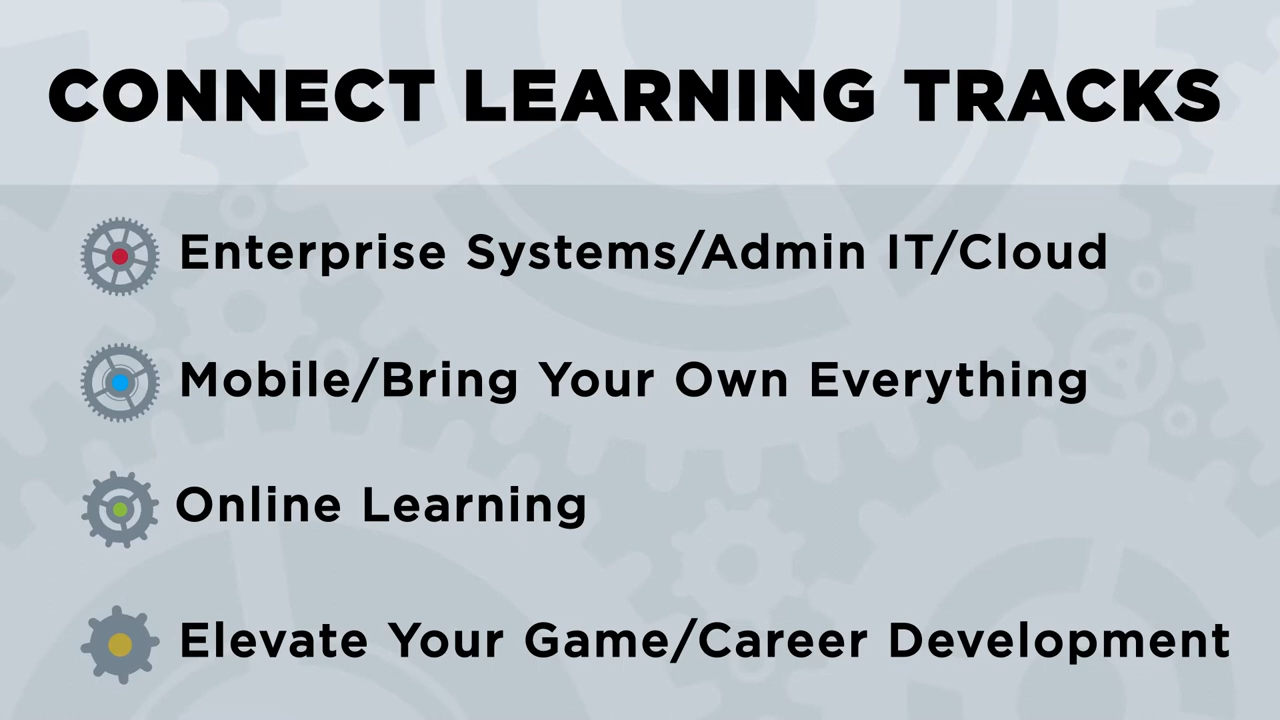 CONNECT LEARNING TRACKS
Enterprise Systems/Admin IT/Cloud
Mobile/Bring Your Own Everything
Online Learning
Elevate Your Game/Career Development